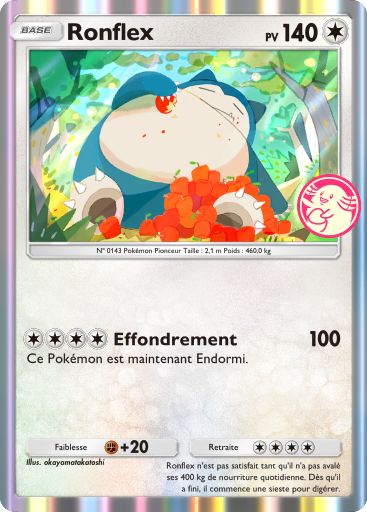 BASE
Ronflex
PV 140
N° 0143 Pokémon Pionceur Taille : 2,1 m Poids : 460,0 kg
Effondrement 100
Ce Pokémon est maintenant Endormi.
Faiblesse +20
Retraite
Illus. okayamatakatoshi
Ronflex n'est pas satisfait tant qu'il n'a pas avalé
ses 400 kg de nourriture quotidienne. Dès qu'il
a fini, il commence une sieste pour digérer.